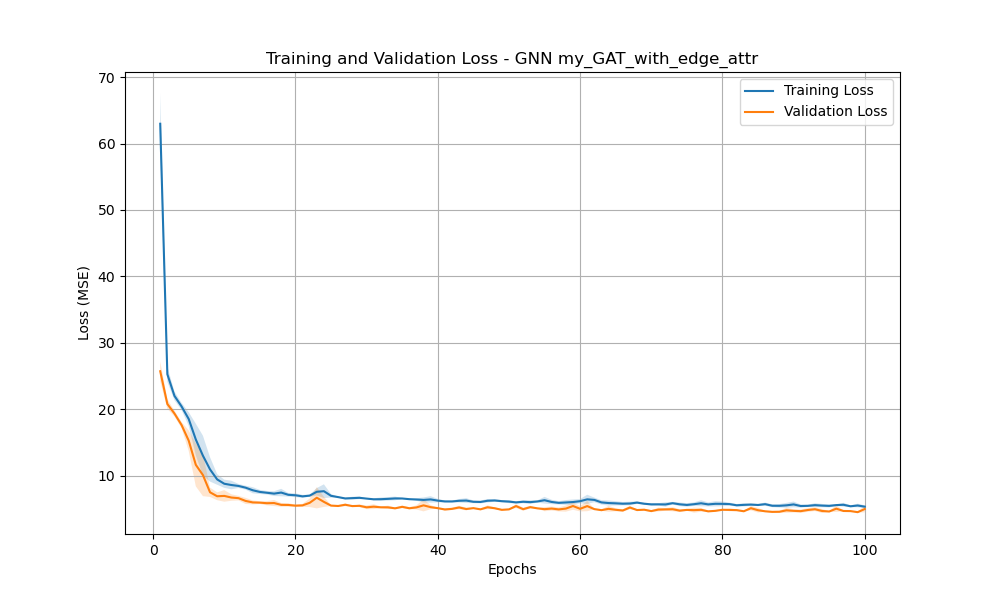 Training and Validation Loss - GNN my_GAT_with_edge_attr
Training Loss
Validation Loss
70
60
50
40
30
20
10
Loss (MSE)
0
20
40
60
80
100
Epochs